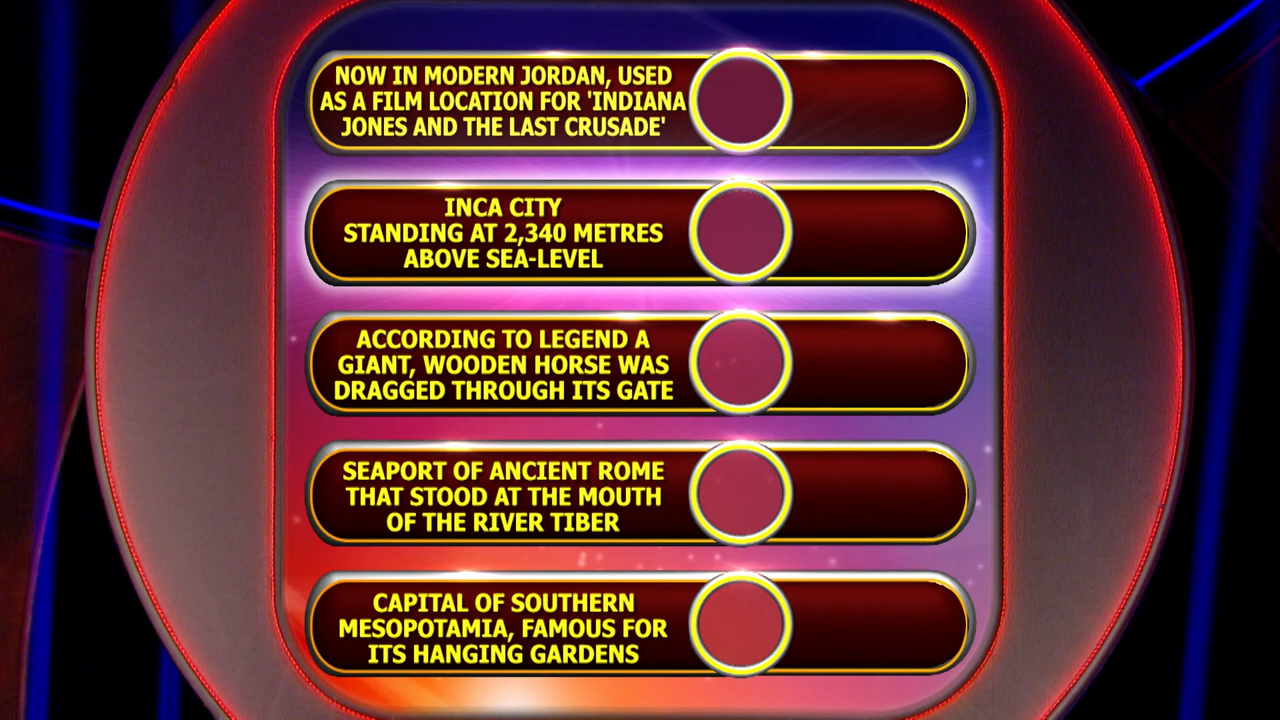 NOW IN MODERN JORDAN, USED
AS A FILM LOCATION FOR 'INDIANA
JONES AND THE LAST CRUSADE'
INCA CITY
STANDING AT 2,340 METRES
ABOVE SEA-LEVEL
ACCORDING TO LEGEND A
GIANT, WOODEN HORSE WAS
DRAGGED THROUGH ITS GATE
SEAPORT OF ANCIENT ROME
THAT STOOD AT THE MOUTH
OF THE RIVER TIBER
CAPITAL OF SOUTHERN
MESOPOTAMIA, FAMOUS FOR
ITS HANGING GARDENS